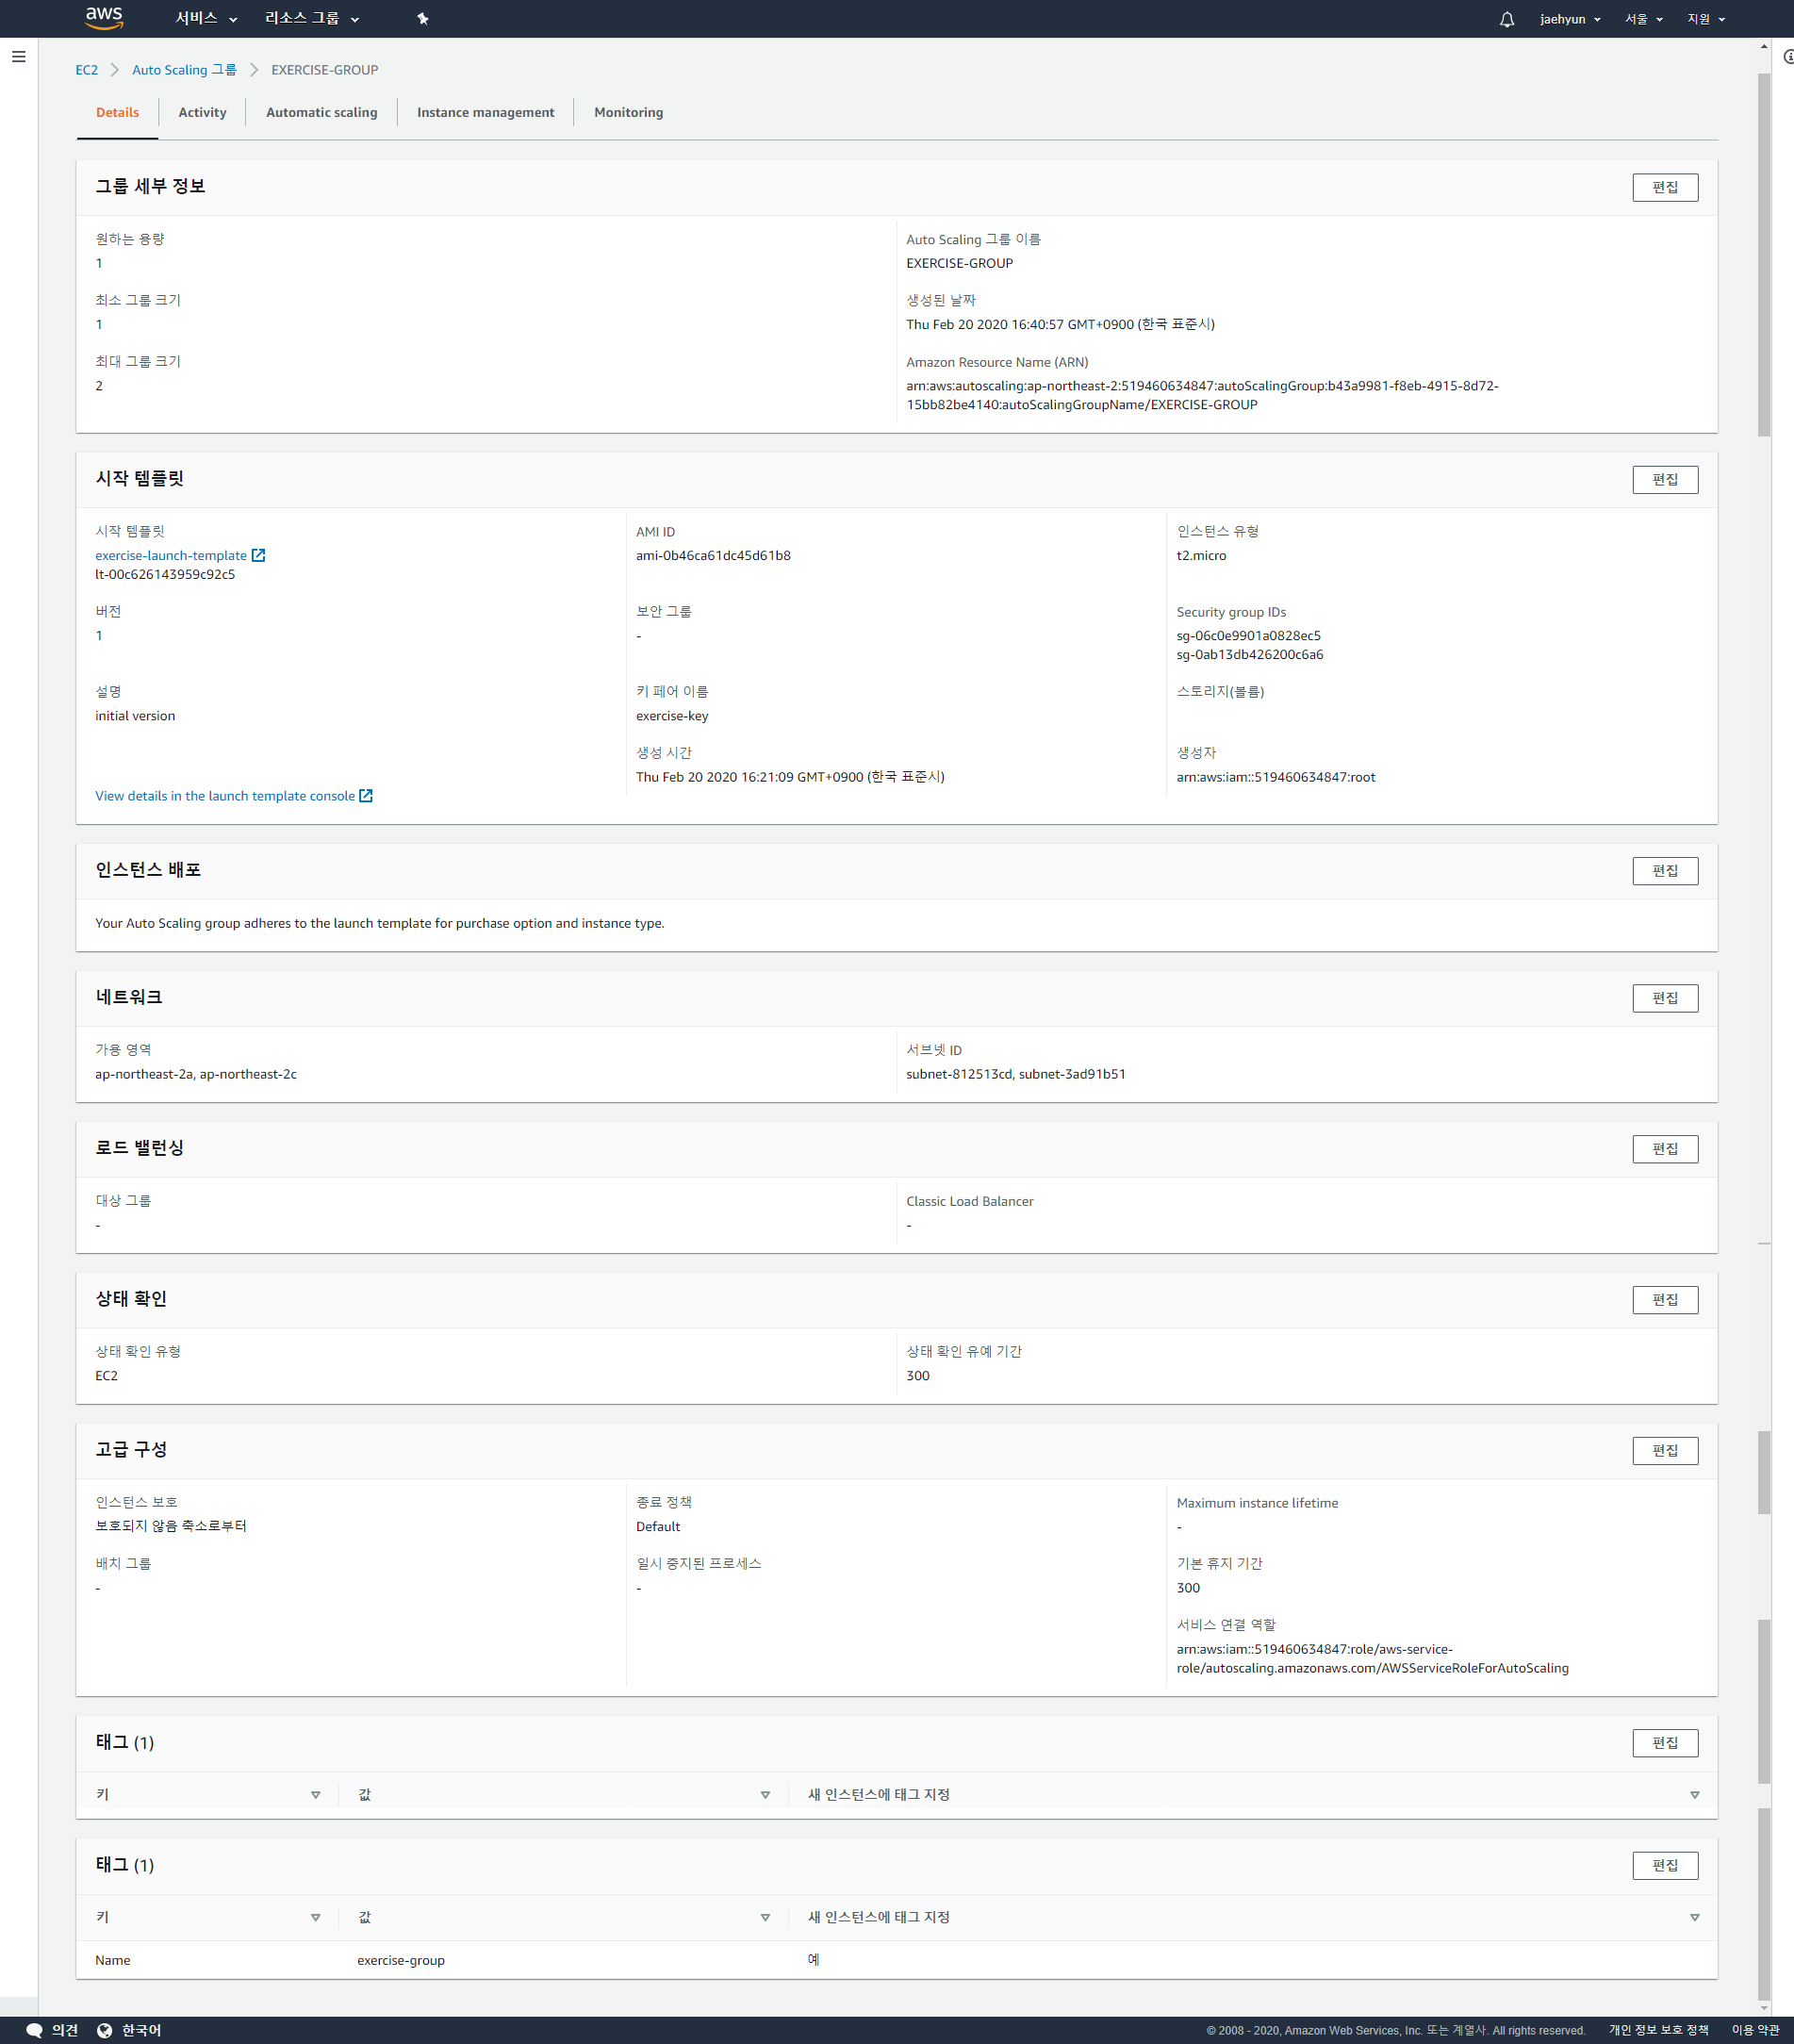 aws 서비스 리소스 그룹 jaehyun 서울 지원
EC2 Auto Scaling 그룹 EXERCISE-GROUP
Details Activity Automatic scaling Instance management Monitoring
그룹 세부 정보 편집
원하는 용량 Auto Scaling 그룹 이름
1 EXERCISE-GROUP
최소 그룹 크기 생성된 날짜
1 Thu Feb 20 2020 16:40:57 GMT+0900 (한국 표준시)
최대 그룹 크기 Amazon Resource Name (ARN)
2 arn:aws:autoscaling:ap-northeast-2:519460634847:autoScalingGroup:b43a9981-f8eb-4915-8d72-
15bb82be4140:autoScalingGroupName/EXERCISE-GROUP
시작 템플릿 편집
시작 템플릿 AMI ID 인스턴스 유형
exercise-launch-template ami-0b46ca61dc45d61b8 t2.micro
lt-00c626143959c92c5
버전 보안 그룹 Security group IDs
1 - sg-06c0e9901a0828ec5
sg-0ab13db426200c6a6
설명 키 페어 이름 스토리지(볼륨)
initial version exercise-key
생성 시간 생성자
Thu Feb 20 2020 16:21:09 GMT+0900 (한국 표준시) arn:aws:iam::519460634847:root
View details in the launch template console
인스턴스 배포 편집
Your Auto Scaling group adheres to the launch template for purchase option and instance type.
네트워크 편집
가용 영역 서브넷 ID
ap-northeast-2a, ap-northeast-2c subnet-812513cd, subnet-3ad91b51
로드 밸런싱 편집
대상 그룹 Classic Load Balancer
- -
상태 확인 편집
상태 확인 유형 상태 확인 유예 기간
EC2 300
고급 구성 편집
인스턴스 보호 종료 정책 Maximum instance lifetime
보호되지 않음 축소로부터 Default -
배치 그룹 일시 중지된 프로세스 기본 휴지 기간
- - 300
서비스 연결 역할
arn:aws:iam::519460634847:role/aws-service-
role/autoscaling.amazonaws.com/AWSServiceRoleForAutoScaling
태그 (1) 편집
키 값 새 인스턴스에 태그 지정
태그 (1) 편집
키 값 새 인스턴스에 태그 지정
Name exercise-group 예
의견 한국어 © 2008 - 2020, Amazon Web Services, Inc. 또는 계열사. All rights reserved. 개인 정보 보호 정책 이용 약관